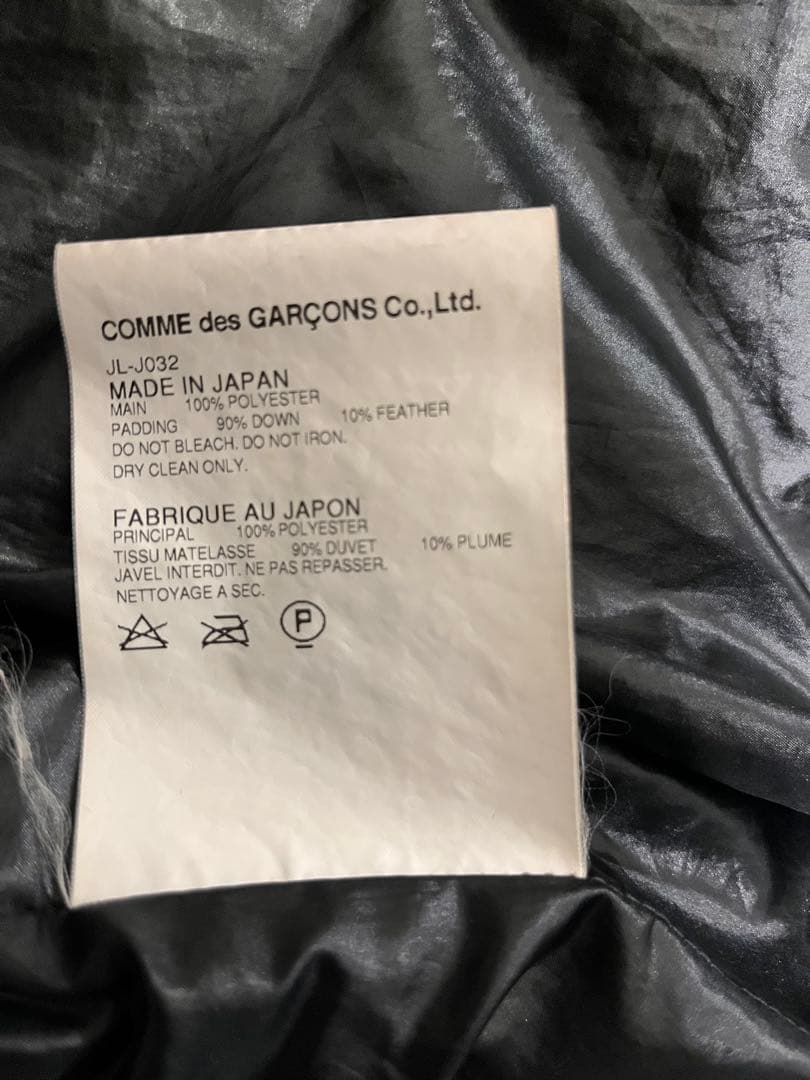 COMME des GARÇONS Co.,Ltd.
JL-J032
MADE IN JAPAN
MAIN 100% POLYESTER
PADDING 90% DOWN 10% FEATHER
DO NOT BLEACH. DO NOT IRON.
DRY CLEAN ONLY.
FABRIQUE AU JAPON
PRINCIPAL 100% POLYESTER
TISSU MATELASSE 90% DUVET 10% PLUME
JAVEL INTERDIT. NE PAS REPASSER.
NETTOYAGE A SEC.
P